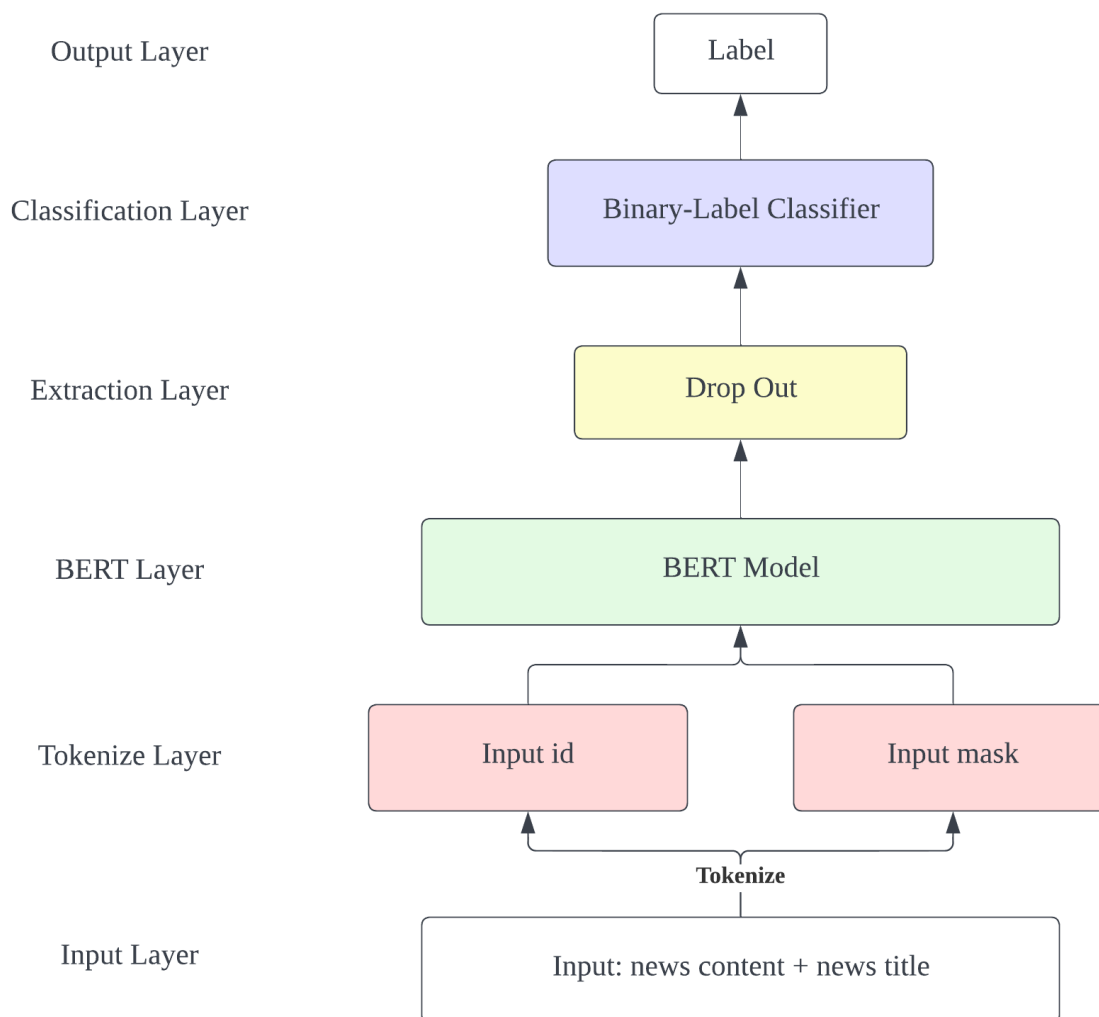 Output Layer
Label
Classification Layer
Binary-Label Classifier
Extraction Layer
Drop Out
BERT Layer
BERT Model
Tokenize Layer
Input id
Input mask
Tokenize
Input Layer
Input: news content + news title